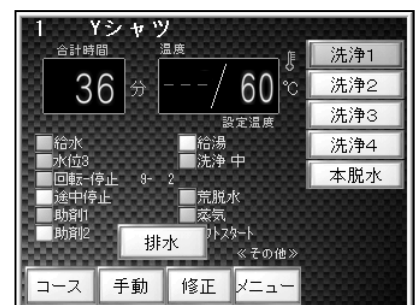 1 Yシャツ
合計時間 温度
36 分 ---/ 60 ℃
設定温度
洗浄1
洗浄2
洗浄3
洗浄4
本脱水
給水 給湯
水位3 洗浄 中
回転-停止 9- 2
途中停止 荒脱水
助剤1 蒸気
助剤2 フトスタート
排水
≪その他≫
コース 手動 修正 メニュー